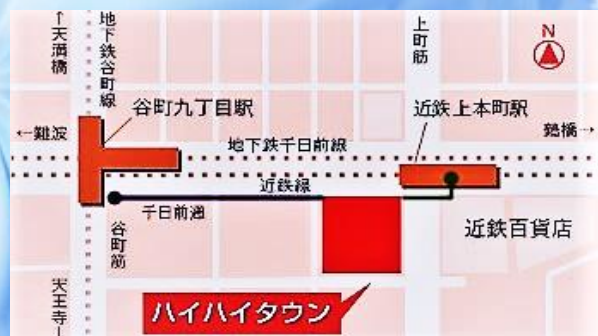 ↑天満橋
地下鉄谷町線
上町筋
N
谷町九丁目駅
近鉄上本町駅
←難波
地下鉄千日前線
鶴橋→
近鉄線
千日前通
谷町筋
近鉄百貨店
ハイハイタウン
天王寺↓